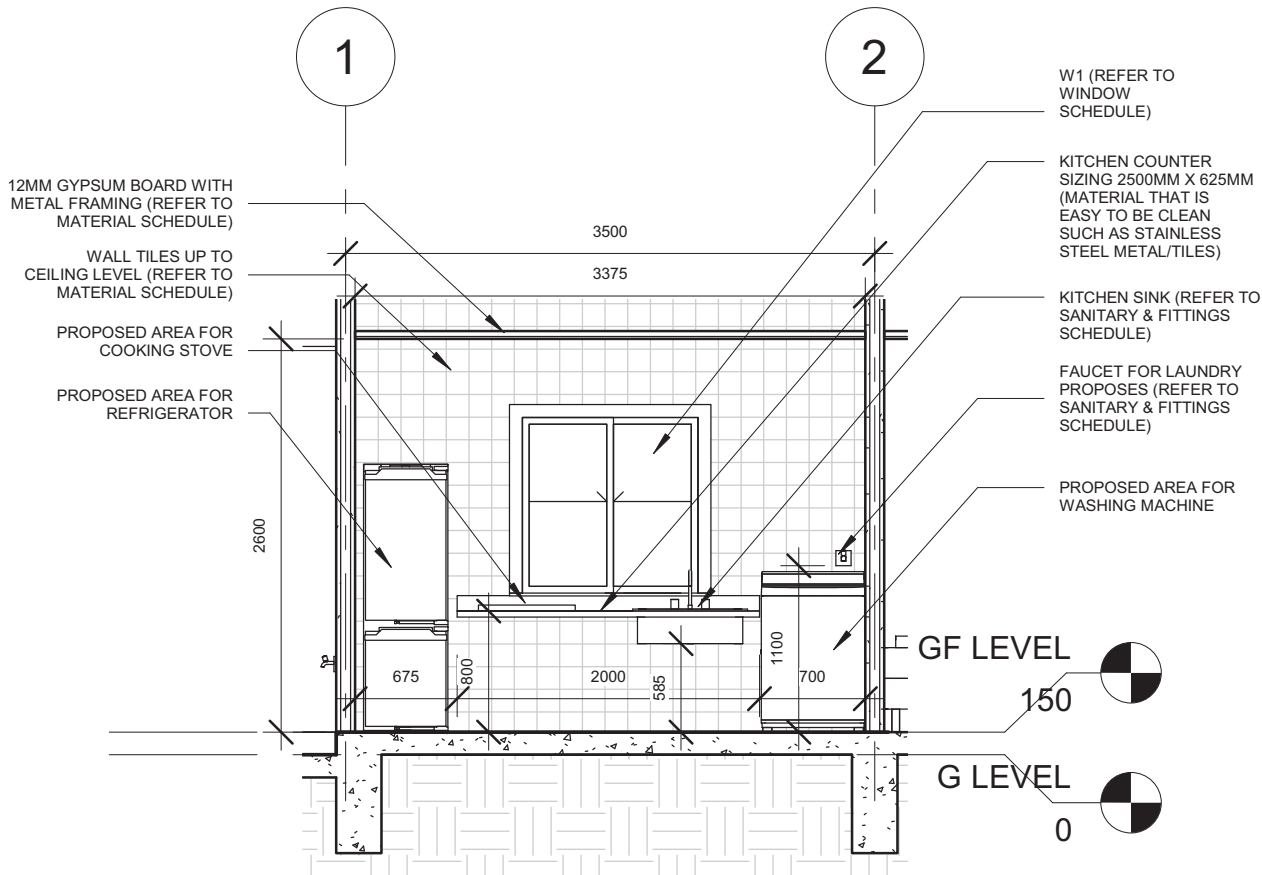 1
2
W1 (REFER TO
WINDOW
SCHEDULE)
12MM GYPSUM BOARD WITH
METAL FRAMING (REFER TO
MATERIAL SCHEDULE)
KITCHEN COUNTER
SIZING 2500MM X 625MM
(MATERIAL THAT IS
EASY TO BE CLEAN
SUCH AS STAINLESS
STEEL METAL/TILES)
3500
WALL TILES UP TO
CEILING LEVEL (REFER TO
MATERIAL SCHEDULE)
3375
KITCHEN SINK (REFER TO
SANITARY & FITTINGS
SCHEDULE)
PROPOSED AREA FOR
COOKING STOVE
FAUCET FOR LAUNDRY
PROPOSES (REFER TO
SANITARY & FITTINGS
SCHEDULE)
PROPOSED AREA FOR
REFRIGERATOR
PROPOSED AREA FOR
WASHING MACHINE
2600
675
800
2000
585
1100
700
GF LEVEL
150
G LEVEL
0